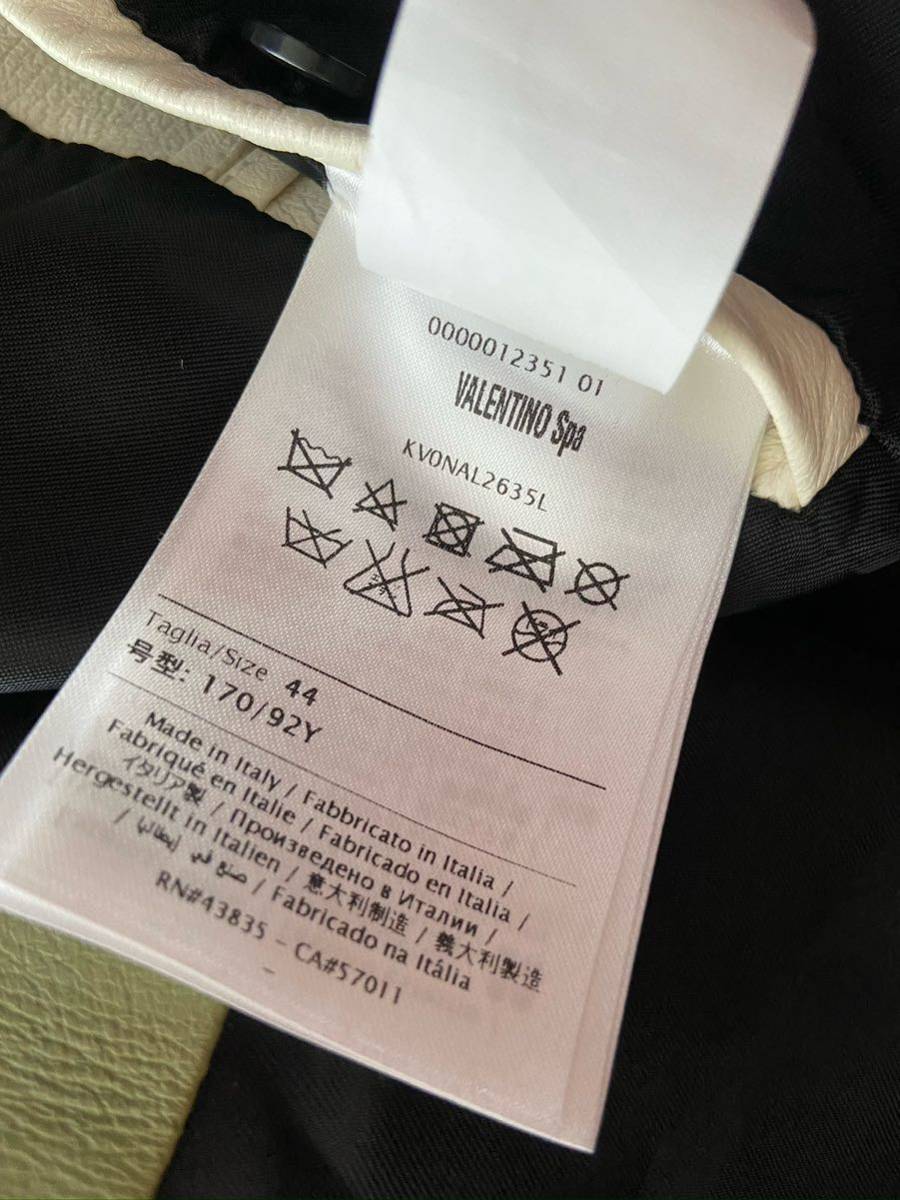 0000012351 01
VALENTINO Spa
KV0NAL2635L
Taglia/Size 44
号型: 170/92Y
Made in Italy / Fabbricato in Italia /
Fabriqué en Italie / Fabricado en Italia /
イタリア製 / Произведено в Италии /
Hergestellt in Italien / 意大利制造 / 義大利製造
/ صنع في إيطاليا / Fabricado na Itália
RN#43835 - CA#57011
-